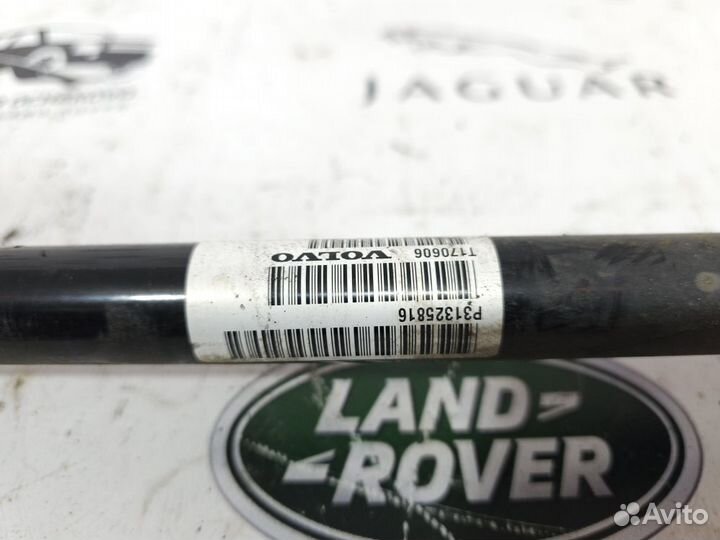 JAGUAR
T170606
VOLVO
P31325816
LAND
ROVER
Avito